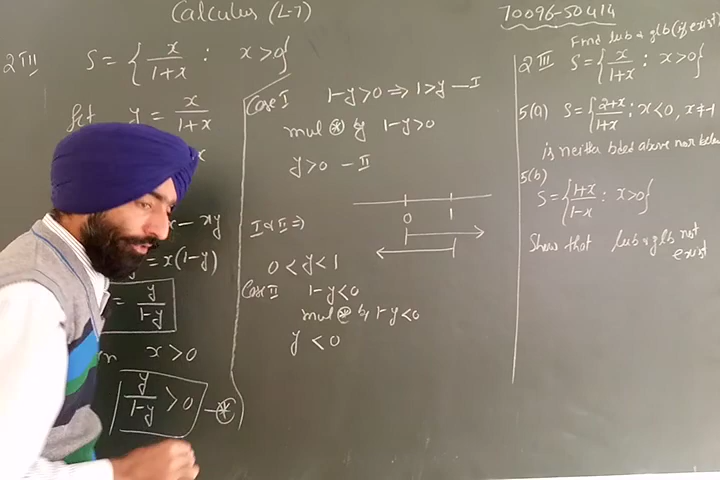 Calculus (L-7)
70096-50414
2 III S = { x/(1+x) : x>0 }
let y = x/(1+x)
x
x - xy
= x(1-y)
= y/(1-y)
x > 0
y/(1-y) > 0 - ⊛
Case I 1-y>0 ⇒ 1>y - I
mul ⊛ by 1-y>0
y>0 - II
0 1
I & II ⇒
0 < y < 1
Case II 1-y<0
mul ⊛ by 1-y<0
y < 0
Find lub & glb (if exist)
2 III S = { x/(1+x) : x>0 }
5(a) S = { (2+x)/(1+x) : x<0, x≠-1
is neither bded above nor below
5(b)
S = { (1+x)/(1-x) : x>0 }
Show that lub & glb not
exist